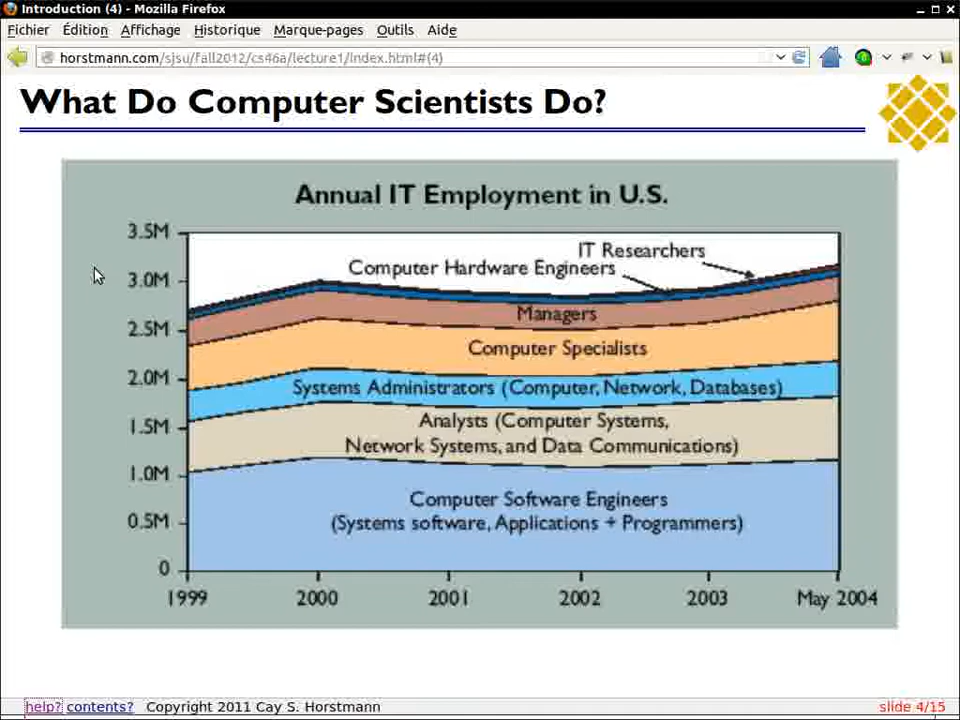 Introduction (4) - Mozilla Firefox
Fichier Édition Affichage Historique Marque-pages Outils Aide
horstmann.com/sjsu/fall2012/cs46a/lecture1/index.html#(4)
What Do Computer Scientists Do?
Annual IT Employment in U.S.
3.5M
IT Researchers
Computer Hardware Engineers
3.0M
Managers
2.5M
Computer Specialists
2.0M
Systems Administrators (Computer, Network, Databases)
Analysts (Computer Systems,
1.5M
Network Systems, and Data Communications)
1.0M
Computer Software Engineers
0.5M
(Systems software, Applications + Programmers)
0
1999 2000 2001 2002 2003 May 2004
help? contents? Copyright 2011 Cay S. Horstmann slide 4/15